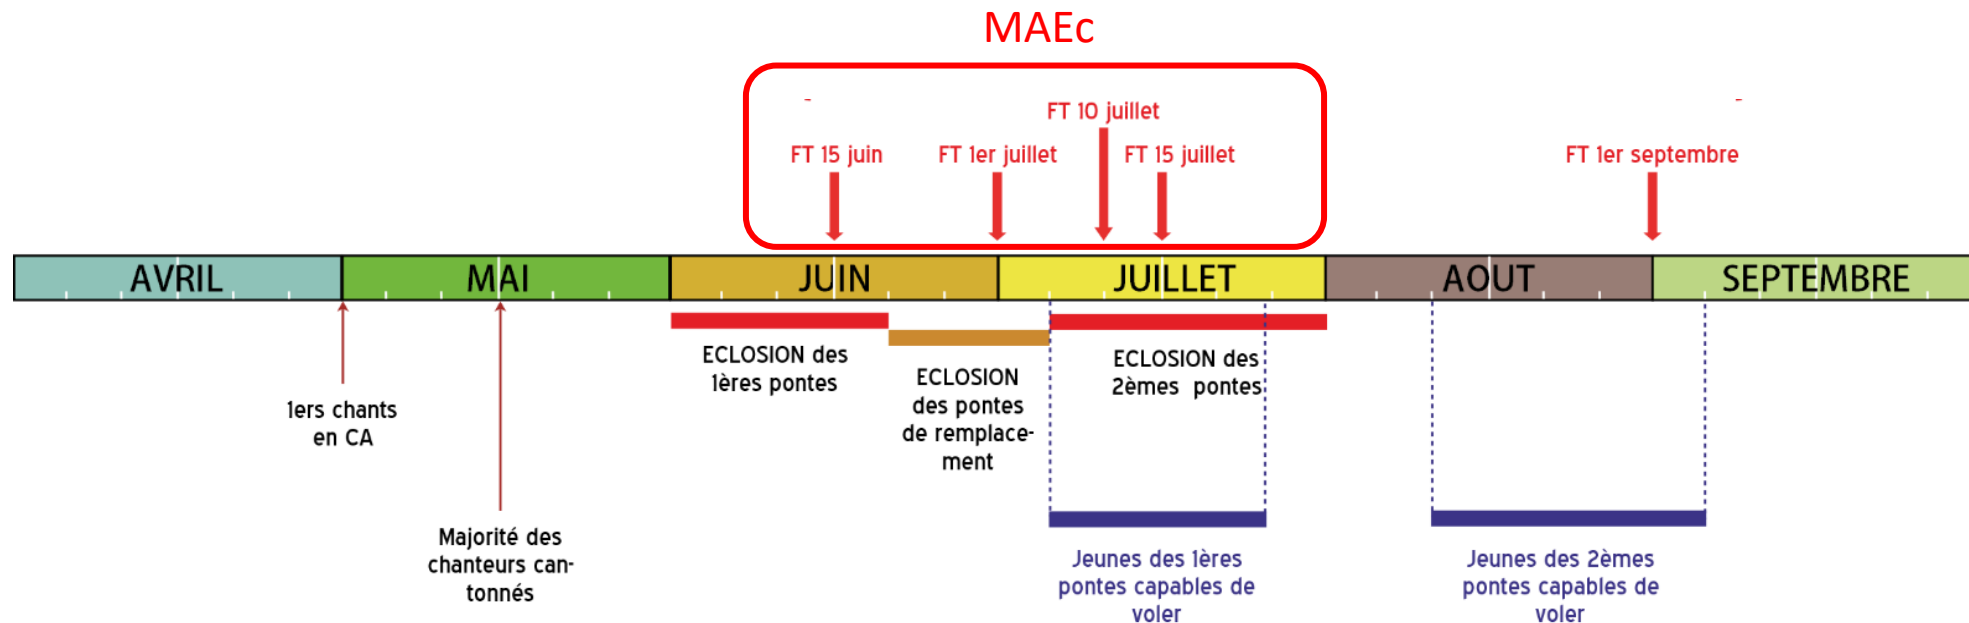 MAEc
FT 10 juillet
FT 15 juin
FT 1er juillet
FT 15 juillet
FT 1er septembre
AVRIL
MAI
JUIN
JUILLET
AOUT
SEPTEMBRE
ECLOSION des
1ères pontes
ECLOSION
des pontes
de remplace-
ment
ECLOSION des
2èmes pontes
1ers chants
en CA
Majorité des
chanteurs can-
tonnés
Jeunes des 1ères
pontes capables de
voler
Jeunes des 2èmes
pontes capables de
voler